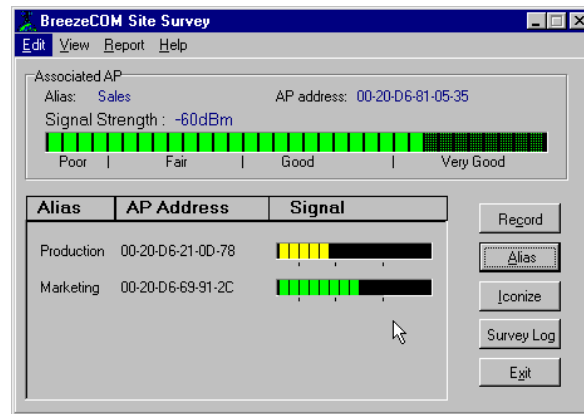 BreezeCOM Site Survey
Edit View Report Help
Associated AP
Alias: Sales AP address: 00-20-D6-81-05-35
Signal Strength : -60dBm
Poor | Fair | Good | Very Good
Alias AP Address Signal
Production 00-20-D6-21-0D-78
Marketing 00-20-D6-69-91-2C
Record
Alias
Iconize
Survey Log
Exit